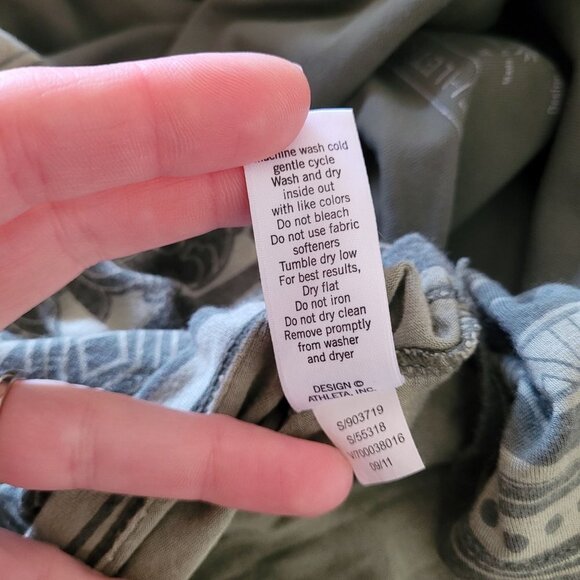 Machine wash cold
gentle cycle
Wash and dry
inside out
with like colors
Do not bleach
Do not use fabric
softeners
Tumble dry low
For best results,
Dry flat
Do not iron
Do not dry clean
Remove promptly
from washer
and dryer
DESIGN ©
ATHLETA, INC.
S/903719
S/55318
V/700038016
09/11